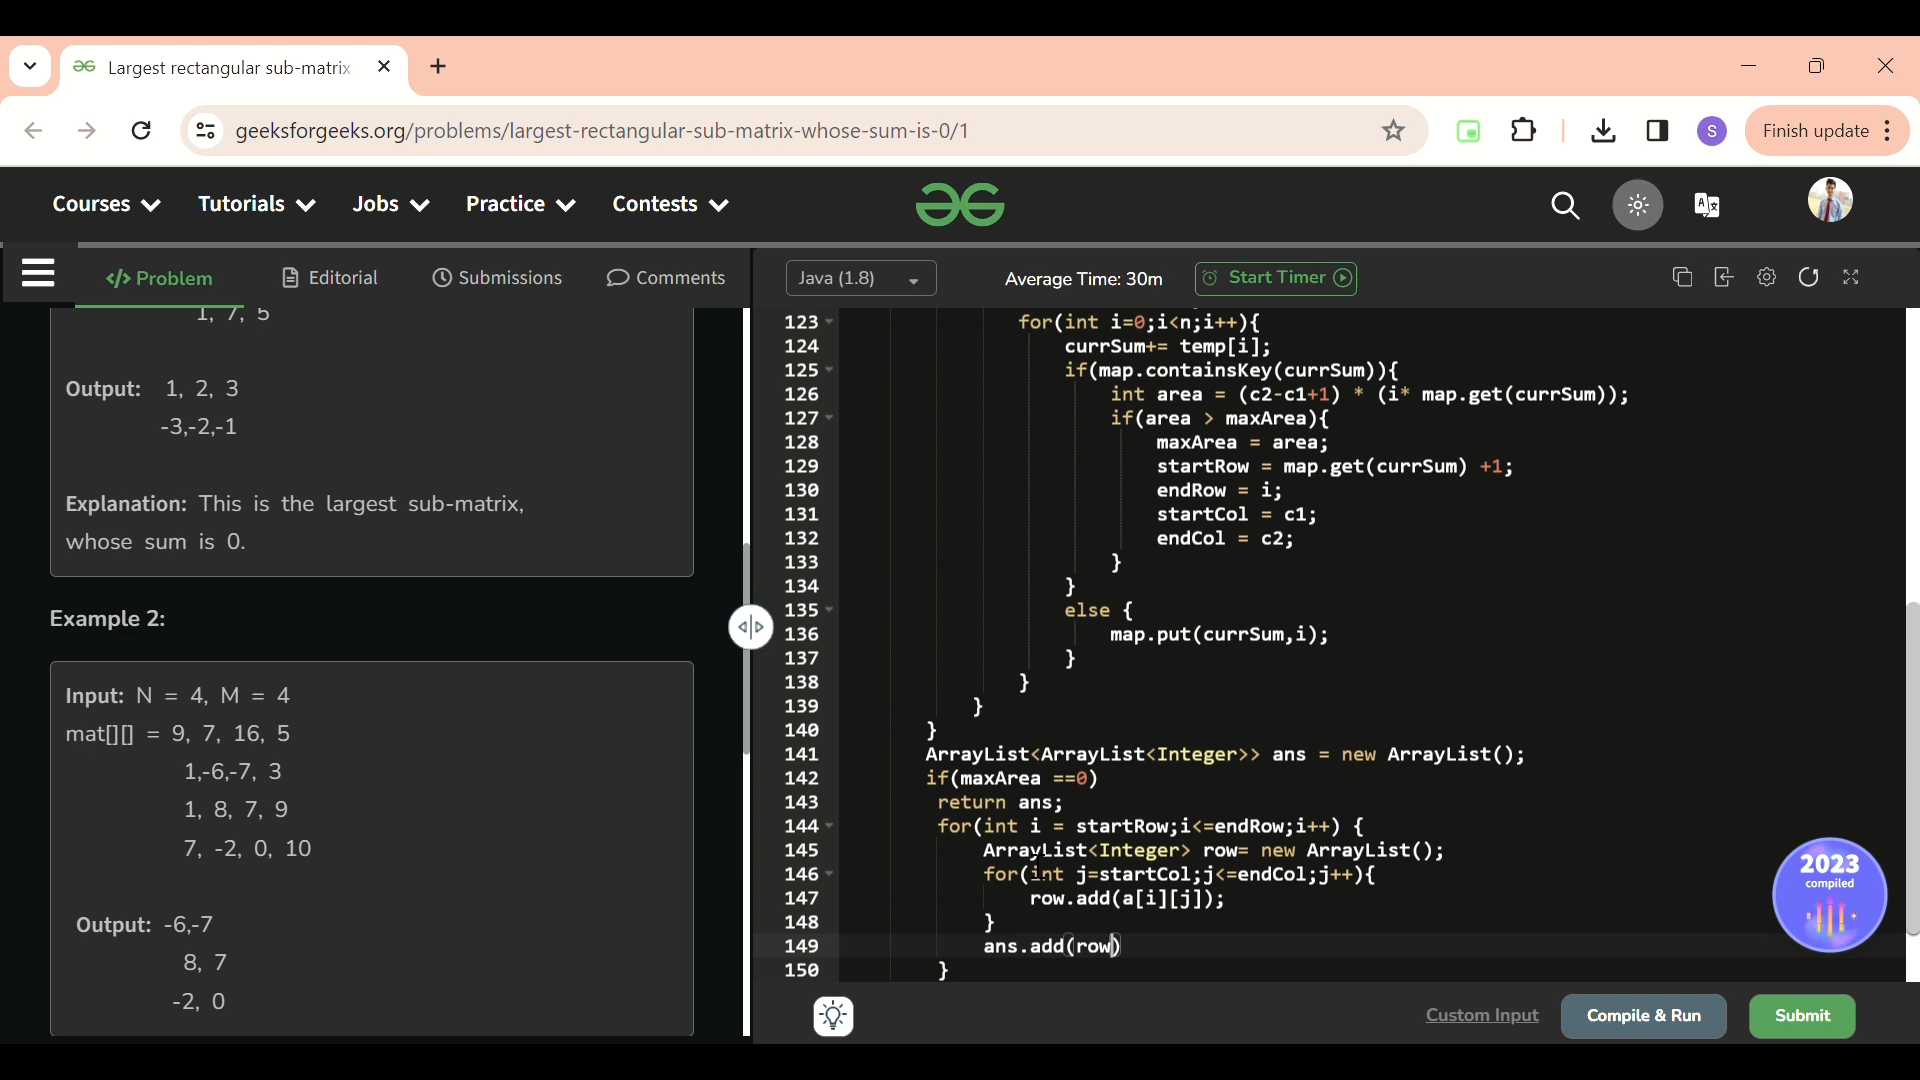 Largest rectangular sub-matrix
geeksforgeeks.org/problems/largest-rectangular-sub-matrix-whose-sum-is-0/1
S
Finish update
Courses
Tutorials
Jobs
Practice
Contests
</> Problem
Editorial
Submissions
Comments
1, 7, 5
Output: 1, 2, 3
-3,-2,-1
Explanation: This is the largest sub-matrix,
whose sum is 0.
Example 2:
Input: N = 4, M = 4
mat[][] = 9, 7, 16, 5
1,-6,-7, 3
1, 8, 7, 9
7, -2, 0, 10
Output: -6,-7
8, 7
-2, 0
Java (1.8)
Average Time: 30m
Start Timer
123 for(int i=0;i<n;i++){
124 currSum+= temp[i];
125 if(map.containsKey(currSum)){
126 int area = (c2-c1+1) * (i* map.get(currSum));
127 if(area > maxArea){
128 maxArea = area;
129 startRow = map.get(currSum) +1;
130 endRow = i;
131 startCol = c1;
132 endCol = c2;
133 }
134 }
135 else {
136 map.put(currSum,i);
137 }
138 }
139 }
140 }
141 ArrayList<ArrayList<Integer>> ans = new ArrayList();
142 if(maxArea ==0)
143 return ans;
144 for(int i = startRow;i<=endRow;i++) {
145 ArrayList<Integer> row= new ArrayList();
146 for(int j=startCol;j<=endCol;j++){
147 row.add(a[i][j]);
148 }
149 ans.add(row)
150 }
2023
compiled
Custom Input
Compile & Run
Submit